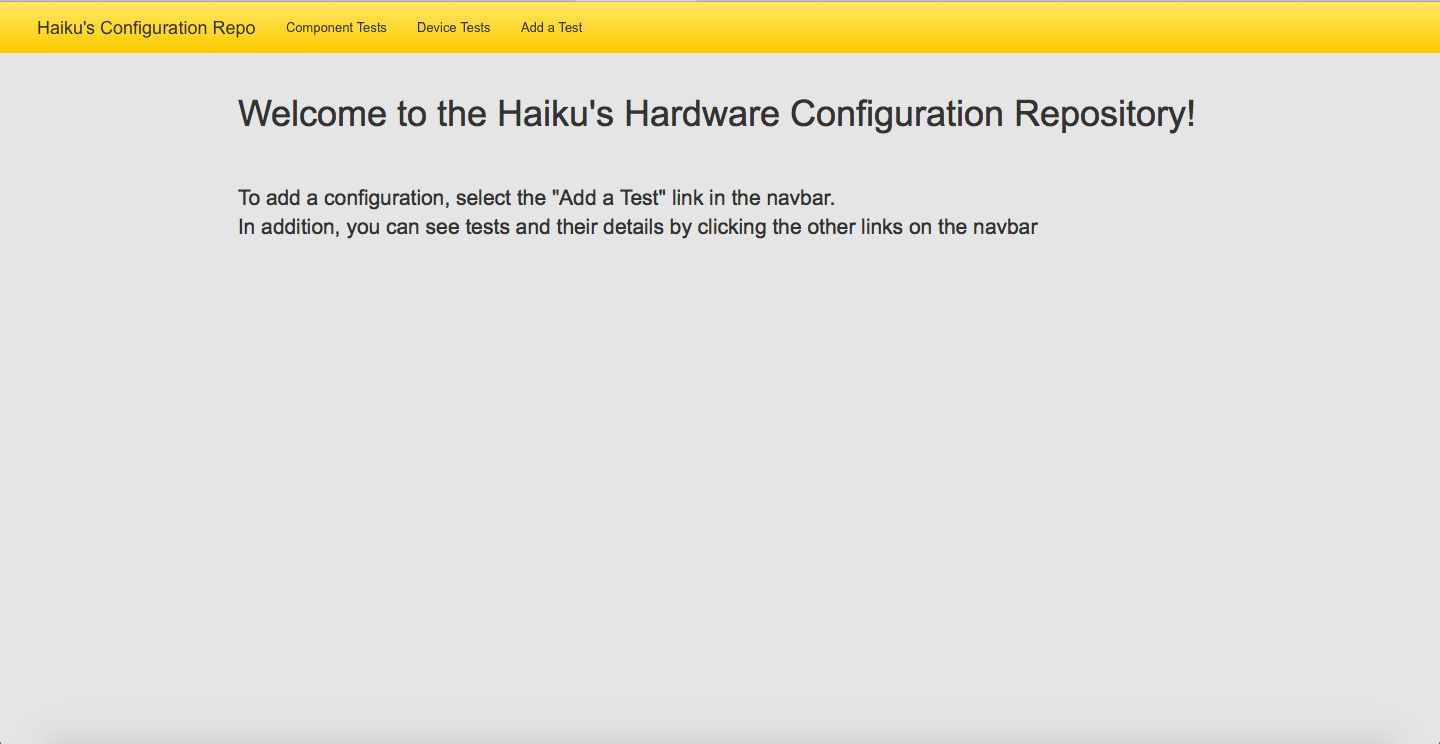 Haiku's Configuration Repo Component Tests Device Tests Add a Test
Welcome to the Haiku's Hardware Configuration Repository!
To add a configuration, select the "Add a Test" link in the navbar.
In addition, you can see tests and their details by clicking the other links on the navbar